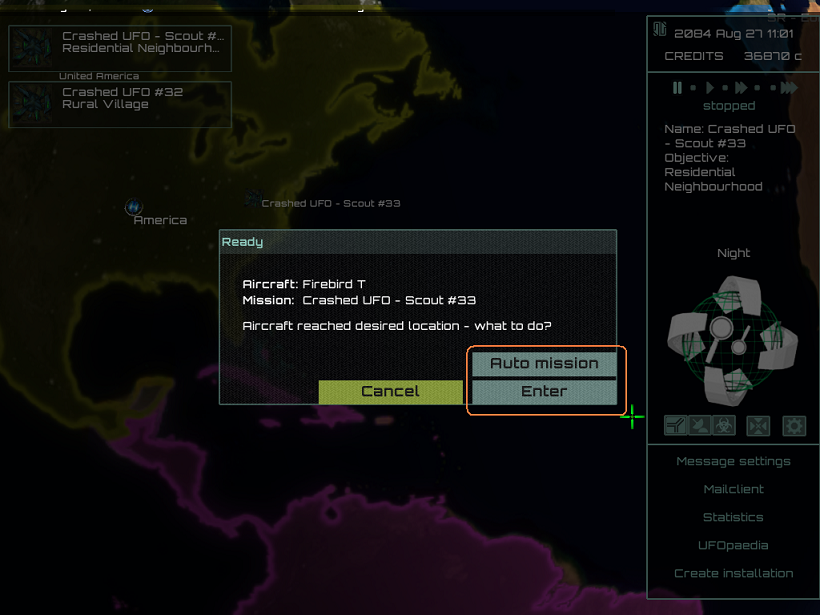 Crashed UFO - Scout #...
Residential Neighbourh...
United America
Crashed UFO #32
Rural Village
America
Crashed UFO - Scout #33
Ready
Aircraft: Firebird T
Mission: Crashed UFO - Scout #33
Aircraft reached desired location - what to do?
Auto mission
Cancel
Enter
2084 Aug 27 11:01
CREDITS 36870 c
stopped
Name: Crashed UFO
- Scout #33
Objective:
Residential
Neighbourhood
Night
Message settings
Mailclient
Statistics
UFOpaedia
Create installation